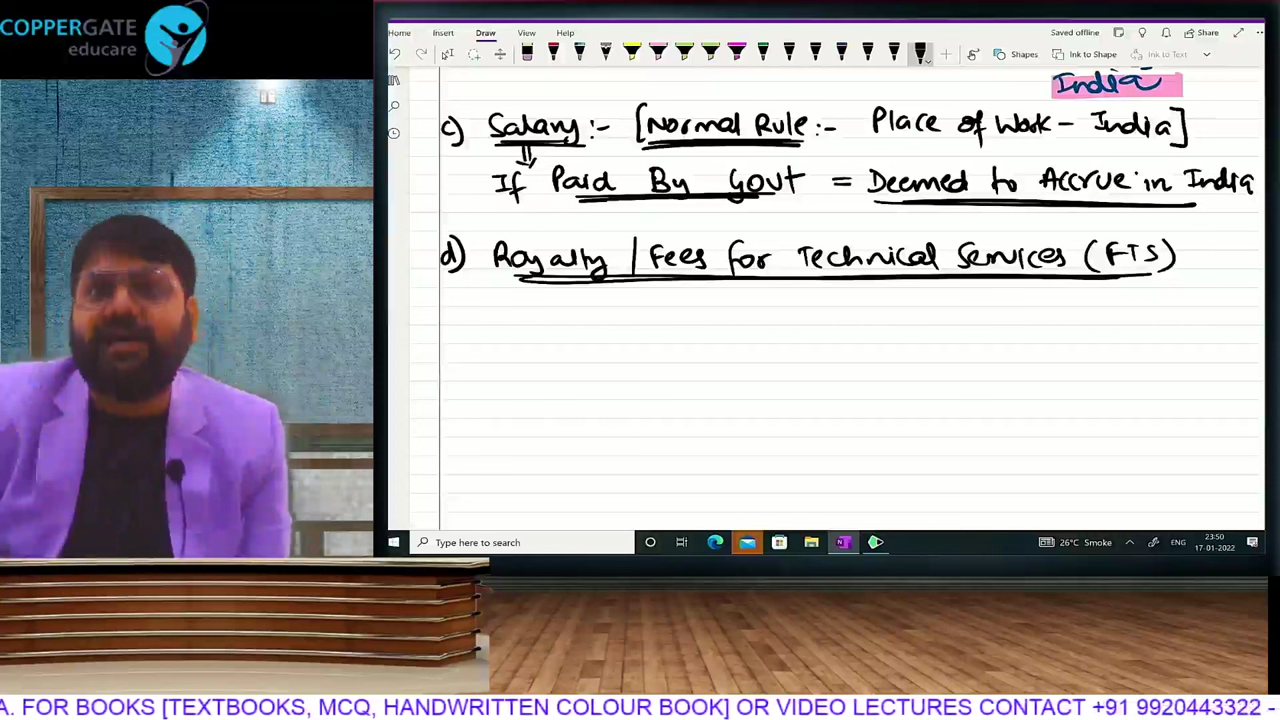 COPPERGATE
educare
Home Insert Draw View Help
Saved offline
Share
Shapes
Ink to Shape
Ink to Text
India
c) Salary :- [Normal Rule :- Place of Work - India]
If Paid By Govt = Deemed to Accrue in India
d) Royalty / Fees for Technical Services (FTS)
Type here to search
26°C Smoke
ENG
23:50
17-01-2022
A. FOR BOOKS [TEXTBOOKS, MCQ, HANDWRITTEN COLOUR BOOK] OR VIDEO LECTURES CONTACT +91 9920443322 -